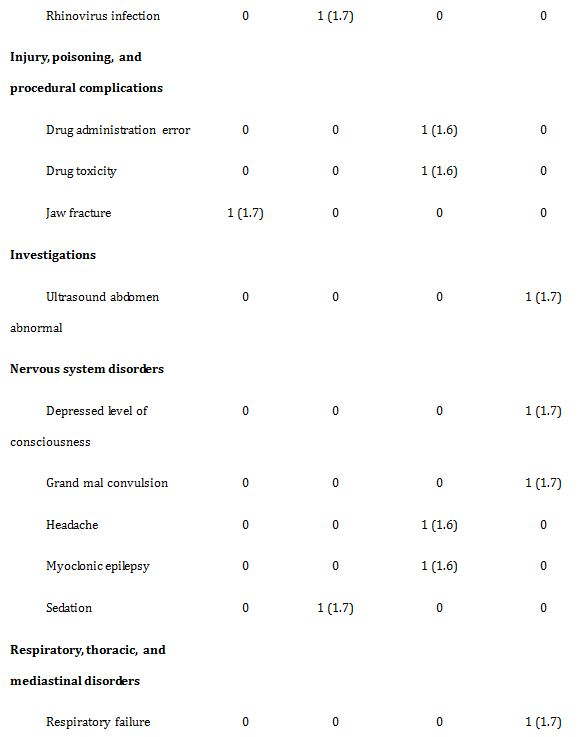 Rhinovirus infection 0 1 (1.7) 0 0
Injury, poisoning, and
procedural complications
Drug administration error 0 0 1 (1.6) 0
Drug toxicity 0 0 1 (1.6) 0
Jaw fracture 1 (1.7) 0 0 0
Investigations
Ultrasound abdomen 0 0 0 1 (1.7)
abnormal
Nervous system disorders
Depressed level of 0 0 0 1 (1.7)
consciousness
Grand mal convulsion 0 0 0 1 (1.7)
Headache 0 0 1 (1.6) 0
Myoclonic epilepsy 0 0 1 (1.6) 0
Sedation 0 1 (1.7) 0 0
Respiratory, thoracic, and
mediastinal disorders
Respiratory failure 0 0 0 1 (1.7)